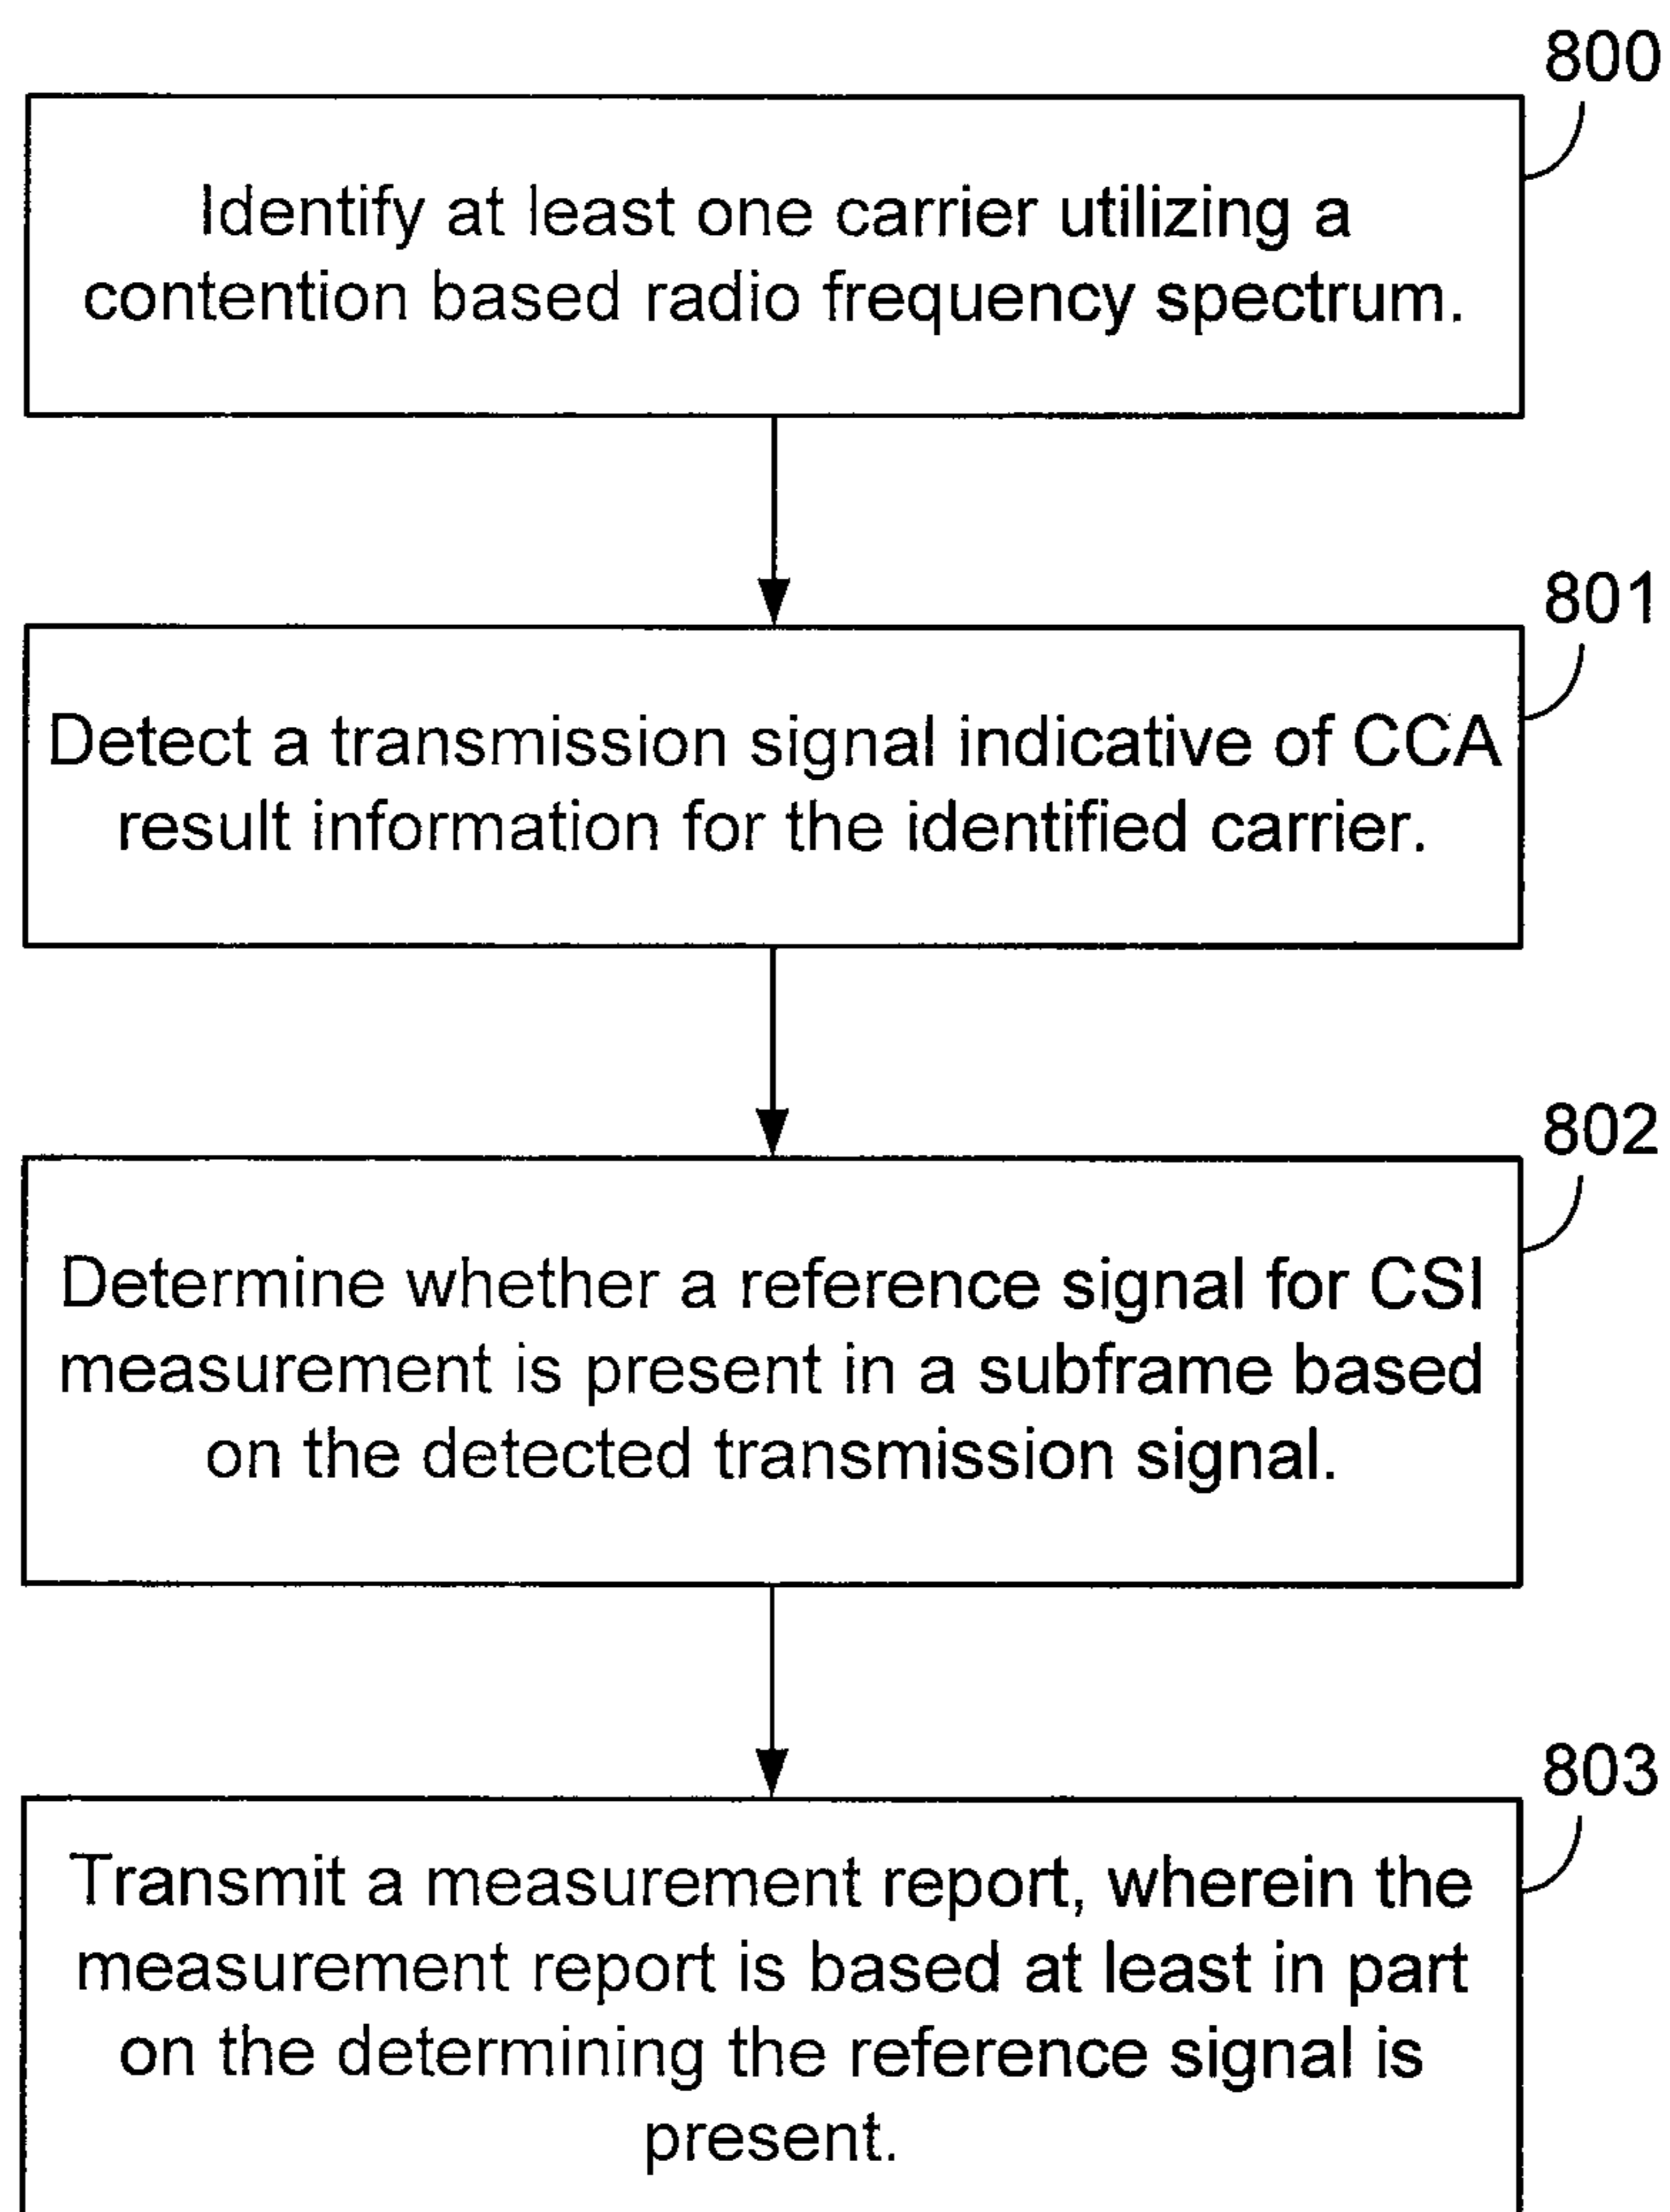 800
Identify at least one carrier utilizing a
contention based radio frequency spectrum.
801
Detect a transmission signal indicative of CCA
result information for the identified carrier.
802
Determine whether a reference signal for CSI
measurement is present in a subframe based
on the detected transmission signal.
803
Transmit a measurement report, wherein the
measurement report is based at least in part
on the determining the reference signal is
present.